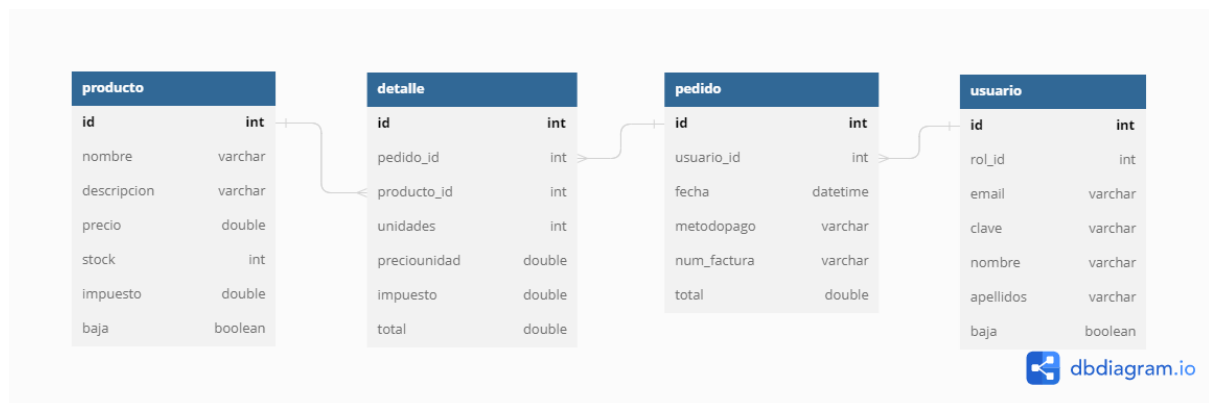 producto
id int
nombre varchar
descripcion varchar
precio double
stock int
impuesto double
baja boolean
detalle
id int
pedido_id int
producto_id int
unidades int
preciounidad double
impuesto double
total double
pedido
id int
usuario_id int
fecha datetime
metodopago varchar
num_factura varchar
total double
usuario
id int
rol_id int
email varchar
clave varchar
nombre varchar
apellidos varchar
baja boolean
dbdiagram.io